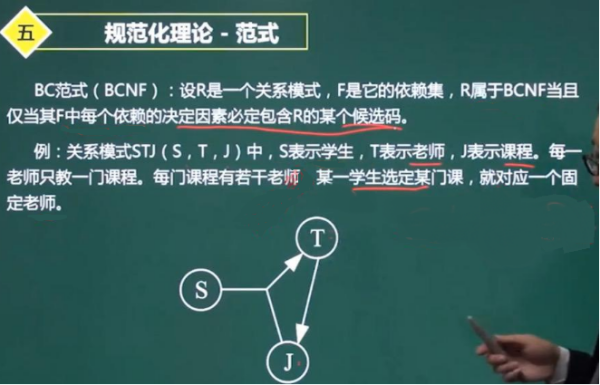 五
规范化理论 - 范式
BC范式（BCNF）：设R是一个关系模式，F是它的依赖集，R属于BCNF当且
仅当其F中每个依赖的决定因素必定包含R的某个候选码。
例：关系模式STJ（S，T，J）中，S表示学生，T表示老师，J表示课程。每一
老师只教一门课程。每门课程有若干老师 某一学生选定某门课，就对应一个固
定老师。
T
S
J